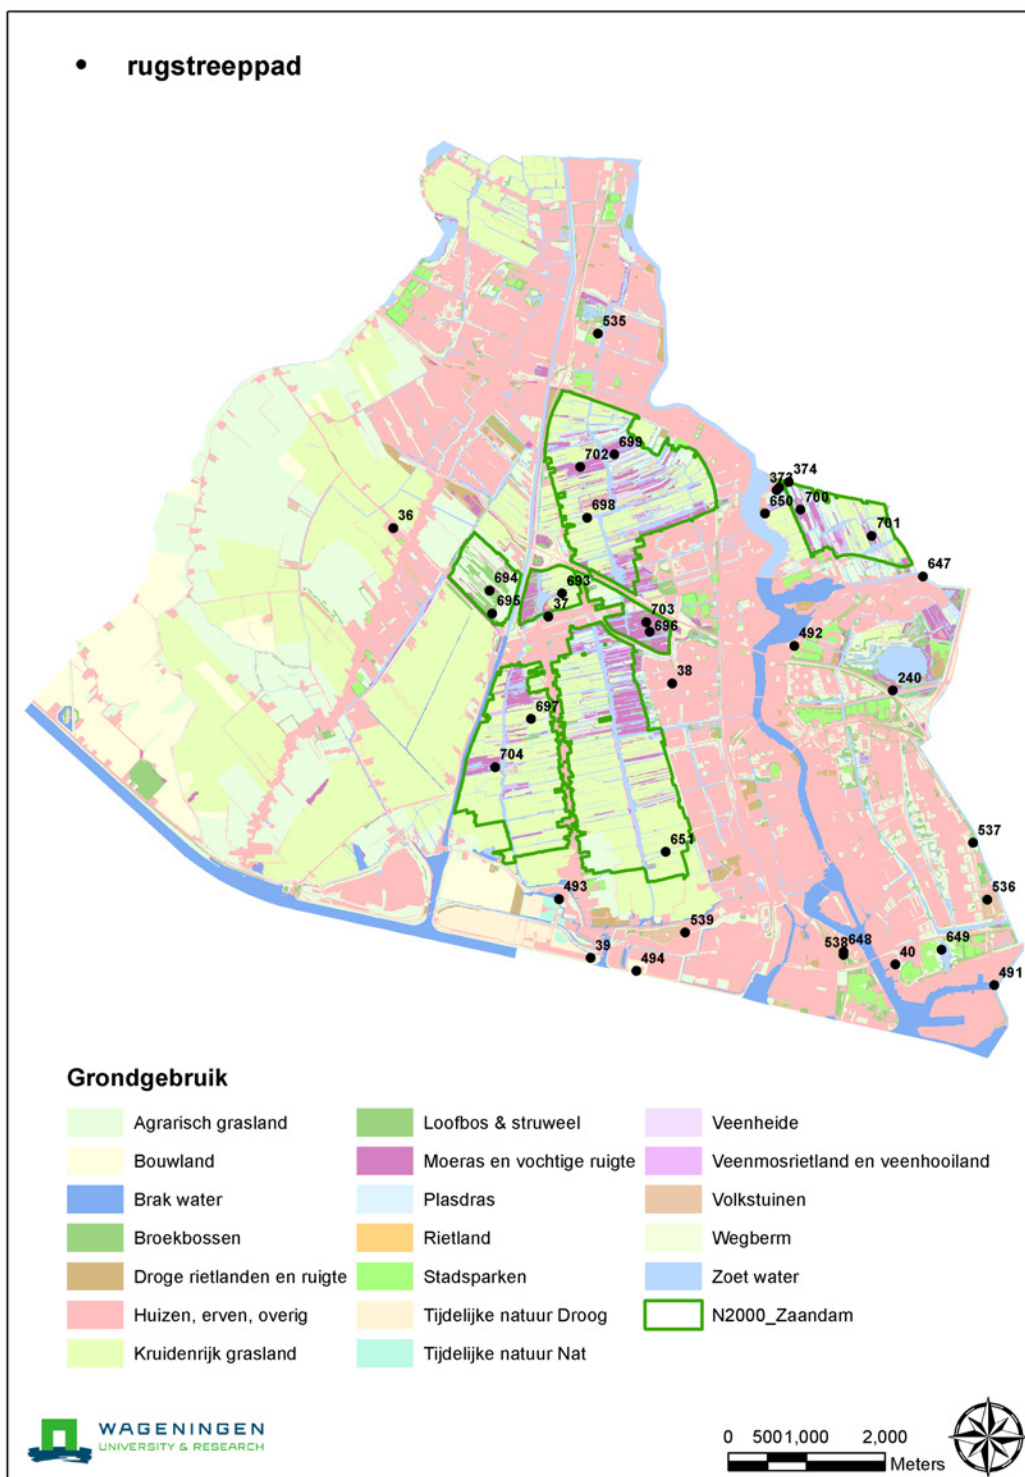 rugstreeppad
535
699
702
374
373
700
650
698
36
701
647
694
693
695
37
703
696
492
38
240
697
704
537
651
493
536
539
538
648
649
39
40
494
491
Grondgebruik
Agrarisch grasland
Bouwland
Brak water
Broekbossen
Droge rietlanden en ruigte
Huizen, erven, overig
Kruidenrijk grasland
Loofbos & struweel
Moeras en vochtige ruigte
Plasdras
Rietland
Stadsparken
Tijdelijke natuur Droog
Tijdelijke natuur Nat
Veenheide
Veenmosrietland en veenhooiland
Volkstuinen
Wegberm
Zoet water
N2000_Zaandam
WAGENINGEN
UNIVERSITY & RESEARCH
0 500 1,000 2,000
Meters